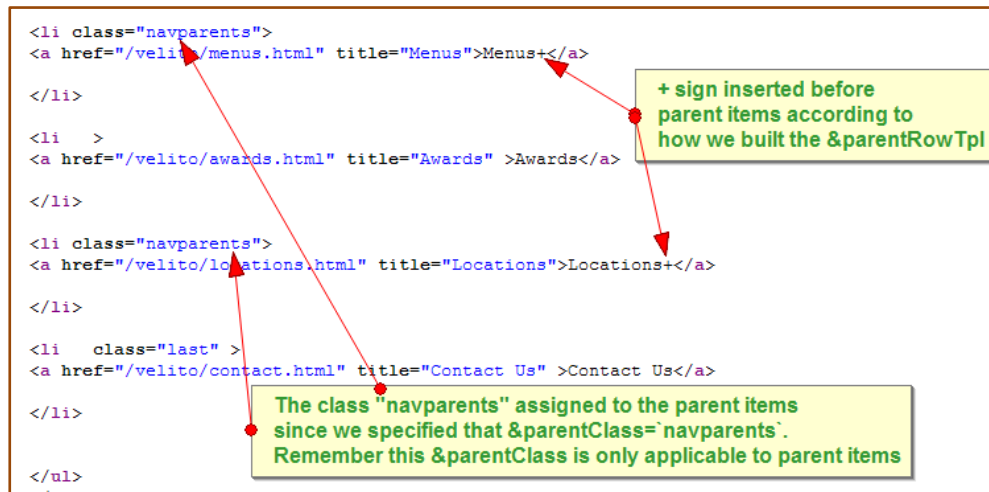 <li class="navparents">
<a href="/velito/menus.html" title="Menus">Menus+</a>
</li>
<li   >
<a href="/velito/awards.html" title="Awards" >Awards</a>
</li>
<li class="navparents">
<a href="/velito/locations.html" title="Locations">Locations+</a>
</li>
<li   class="last" >
<a href="/velito/contact.html" title="Contact Us" >Contact Us</a>
</li>
</ul>
+ sign inserted before
parent items according to
how we built the &parentRowTpl
The class "navparents" assigned to the parent items
since we specified that &parentClass=`navparents`.
Remember this &parentClass is only applicable to parent items